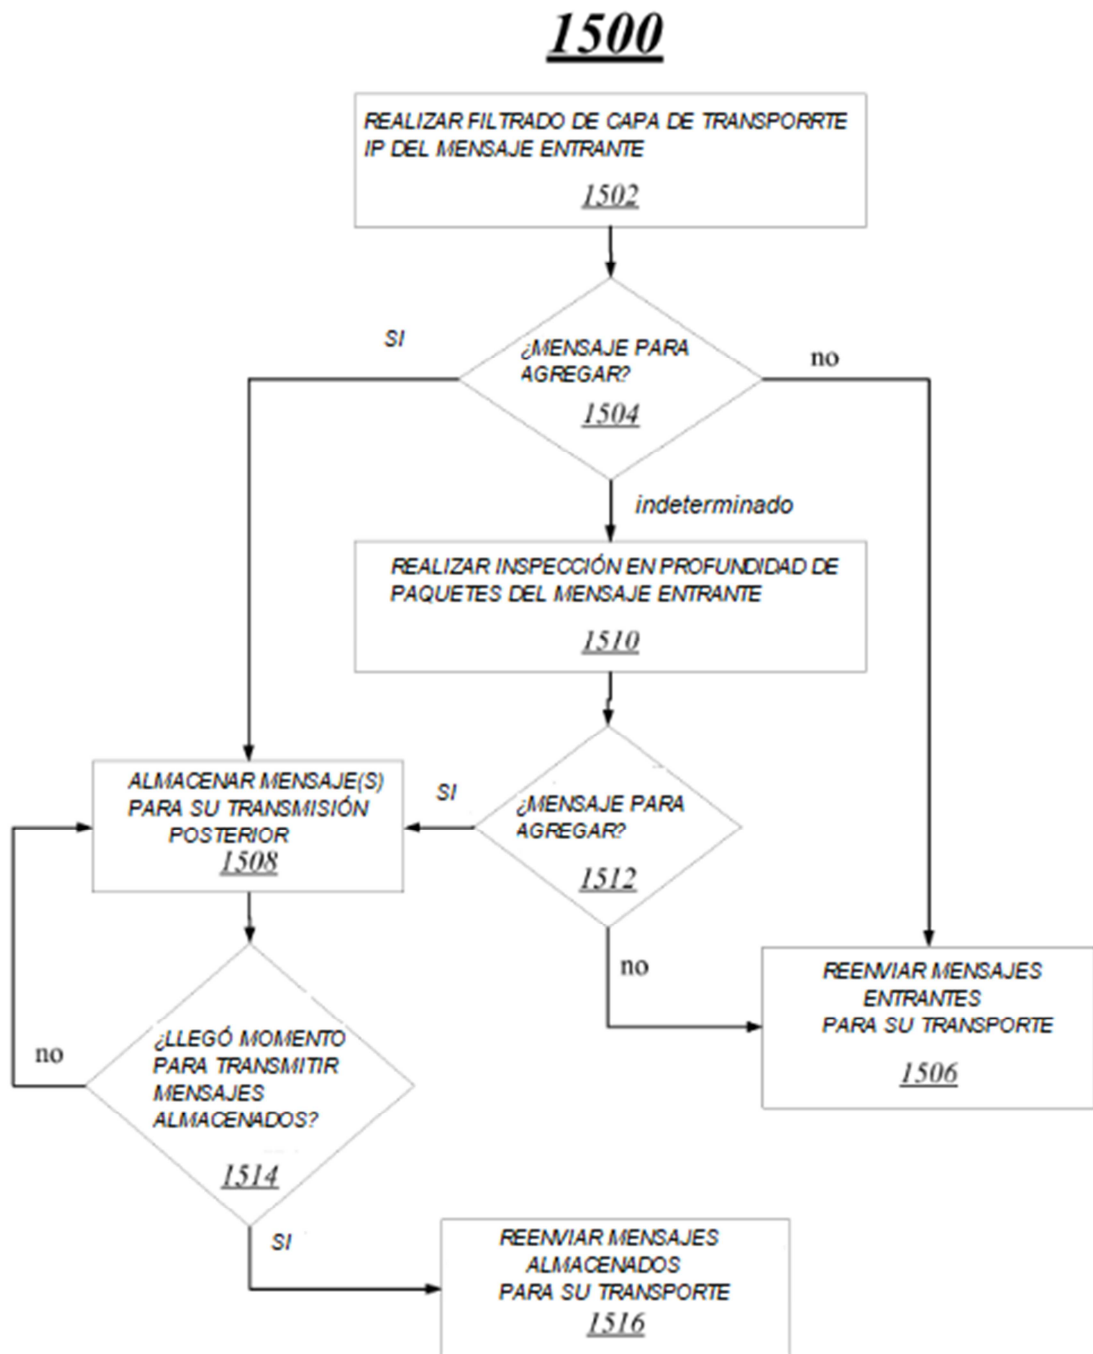 1500
REALIZAR FILTRADO DE CAPA DE TRANSPORRTE
IP DEL MENSAJE ENTRANTE
1502
SI
¿MENSAJE PARA
AGREGAR?
1504
no
indeterminado
REALIZAR INSPECCIÓN EN PROFUNDIDAD DE
PAQUETES DEL MENSAJE ENTRANTE
1510
ALMACENAR MENSAJE(S)
PARA SU TRANSMISIÓN
POSTERIOR
1508
SI
¿MENSAJE PARA
AGREGAR?
1512
no
REENVIAR MENSAJES
ENTRANTES
PARA SU TRANSPORTE
1506
no
¿LLEGÓ MOMENTO
PARA TRANSMITIR
MENSAJES
ALMACENADOS?
1514
SI
REENVIAR MENSAJES
ALMACENADOS
PARA SU TRANSPORTE
1516